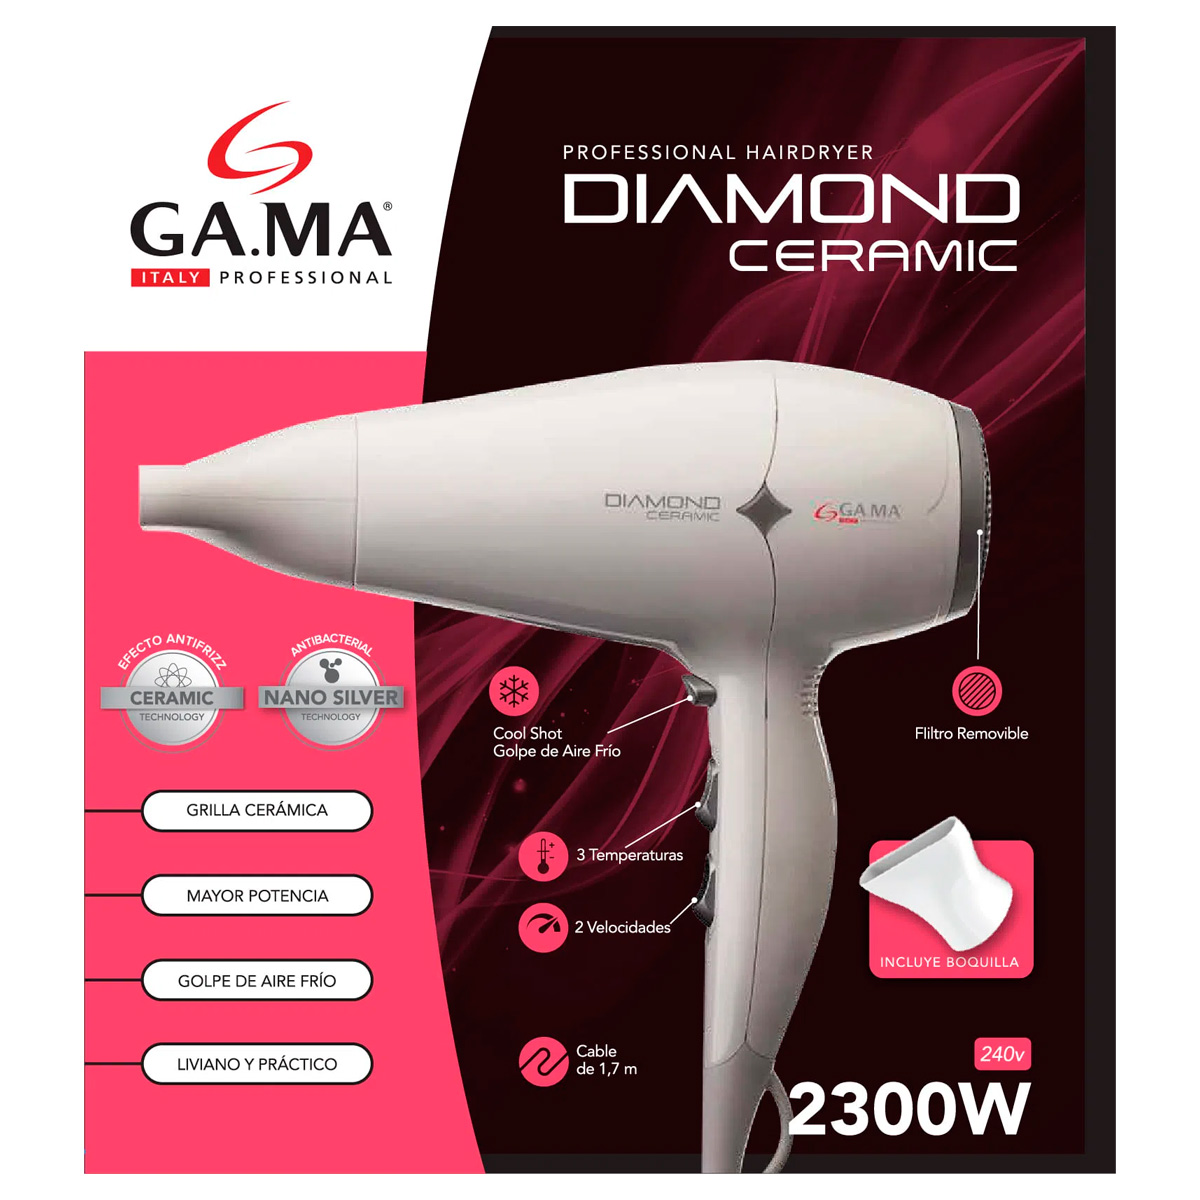 GA.MA®
ITALY PROFESSIONAL
PROFESSIONAL HAIRDRYER
DIAMOND
CERAMIC
DIAMOND
CERAMIC
GA.MA
EFECTO ANTIFRIZZ
CERAMIC
TECHNOLOGY
ANTIBACTERIAL
NANO SILVER
TECHNOLOGY
GRILLA CERÁMICA
MAYOR POTENCIA
GOLPE DE AIRE FRÍO
LIVIANO Y PRÁCTICO
Cool Shot
Golpe de Aire Frío
3 Temperaturas
2 Velocidades
Cable
de 1,7 m
Fliltro Removible
INCLUYE BOQUILLA
240v
2300W